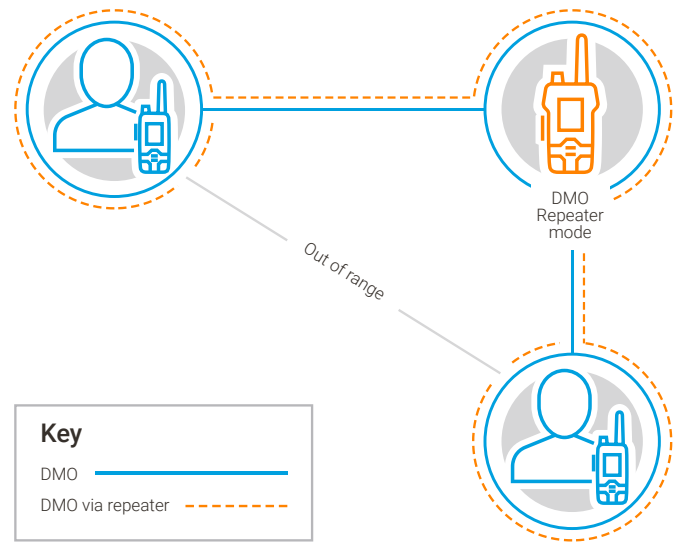 DMO
Repeater
mode
Out of range
Key
DMO
DMO via repeater